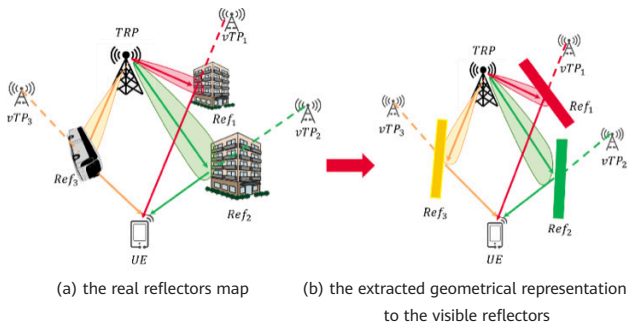 TRP
vTP1
vTP3
Ref1
vTP2
Ref3
Ref2
UE
TRP
vTP1
vTP3
Ref1
vTP2
Ref3
Ref2
UE
(a) the real reflectors map
(b) the extracted geometrical representation
to the visible reflectors